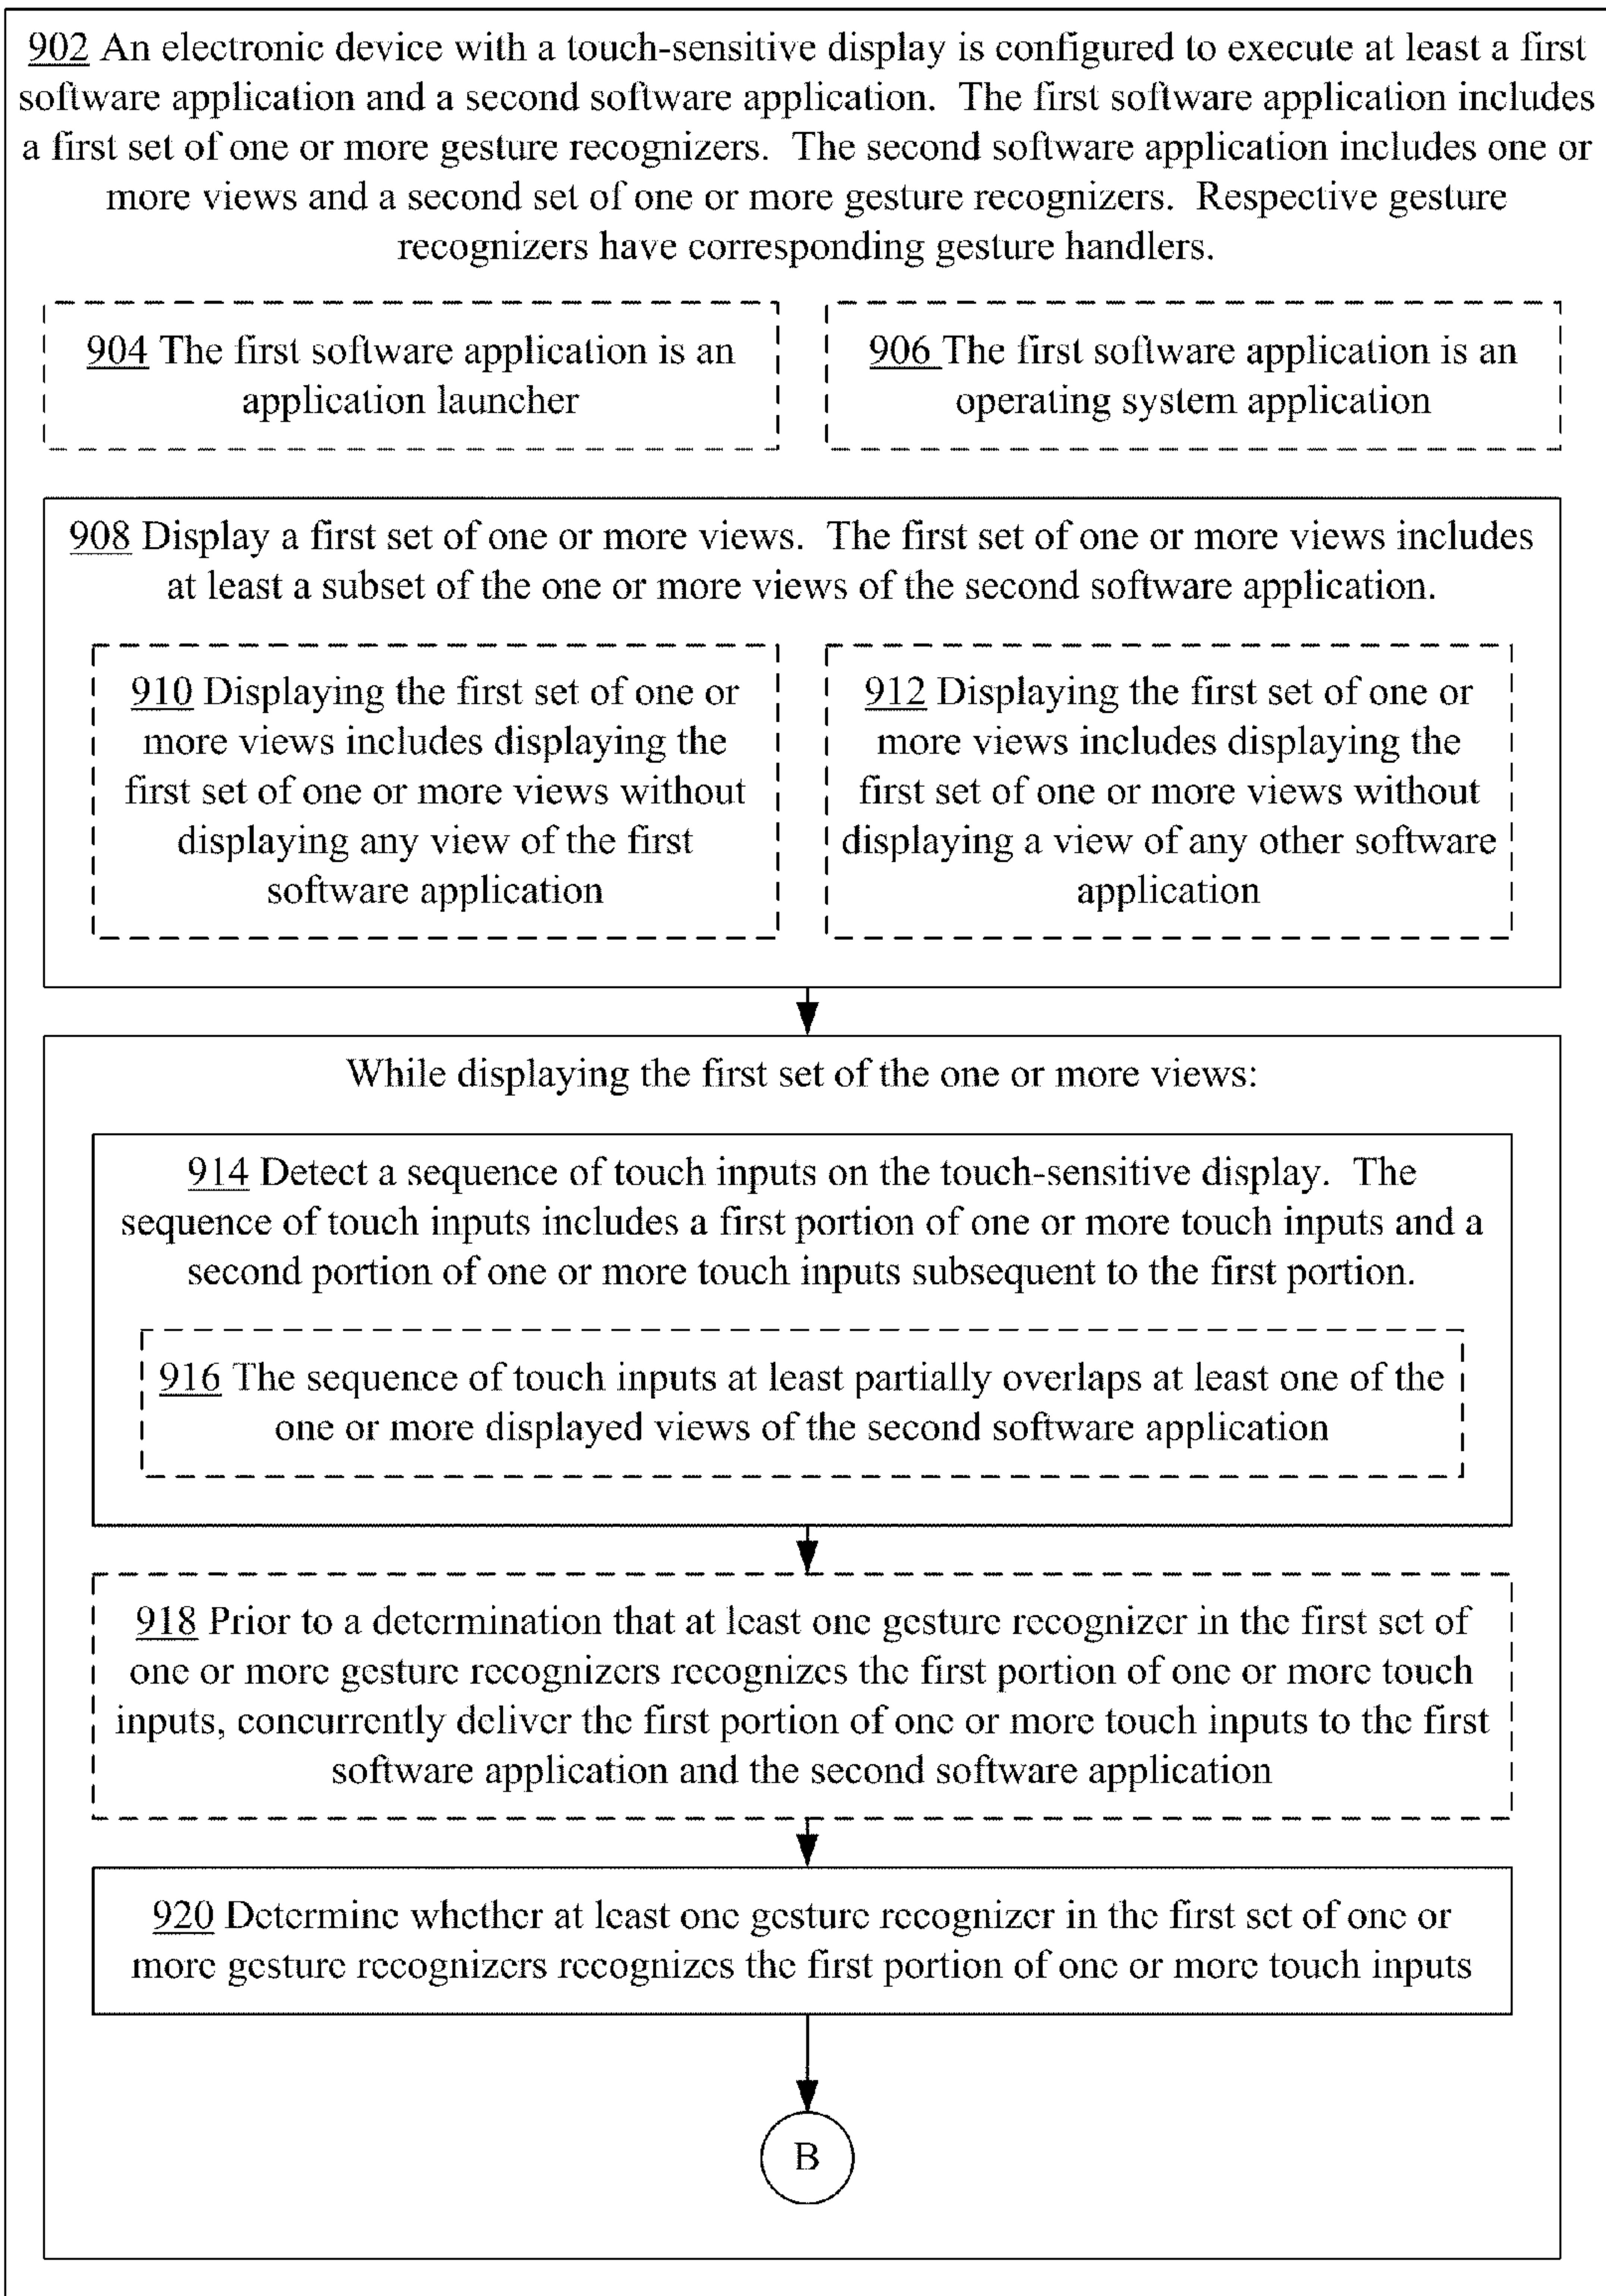 902 An electronic device with a touch-sensitive display is configured to execute at least a first
software application and a second software application. The first software application includes
a first set of one or more gesture recognizers. The second software application includes one or
more views and a second set of one or more gesture recognizers. Respective gesture
recognizers have corresponding gesture handlers.
904 The first software application is an
application launcher
906 The first software application is an
operating system application
908 Display a first set of one or more views. The first set of one or more views includes
at least a subset of the one or more views of the second software application.
910 Displaying the first set of one or
more views includes displaying the
first set of one or more views without
displaying any view of the first
software application
912 Displaying the first set of one or
more views includes displaying the
first set of one or more views without
displaying a view of any other software
application
While displaying the first set of the one or more views:
914 Detect a sequence of touch inputs on the touch-sensitive display. The
sequence of touch inputs includes a first portion of one or more touch inputs and a
second portion of one or more touch inputs subsequent to the first portion.
916 The sequence of touch inputs at least partially overlaps at least one of the
one or more displayed views of the second software application
918 Prior to a determination that at least one gesture recognizer in the first set of
one or more gesture recognizers recognizes the first portion of one or more touch
inputs, concurrently deliver the first portion of one or more touch inputs to the first
software application and the second software application
920 Determine whether at least one gesture recognizer in the first set of one or
more gesture recognizers recognizes the first portion of one or more touch inputs
B